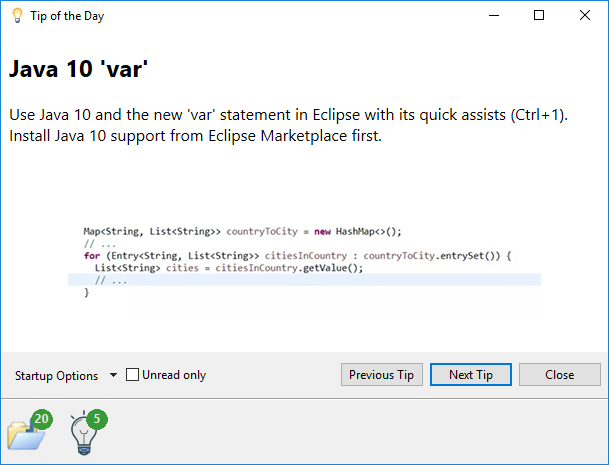 Tip of the Day
Java 10 'var'
Use Java 10 and the new 'var' statement in Eclipse with its quick assists (Ctrl+1).
Install Java 10 support from Eclipse Marketplace first.
Map<String, List<String>> countryToCity = new HashMap<>();
// ...
for (Entry<String, List<String>> citiesInCountry : countryToCity.entrySet()) {
  List<String> cities = citiesInCountry.getValue();
  // ...
}
Startup Options
Unread only
Previous Tip
Next Tip
Close
20
5